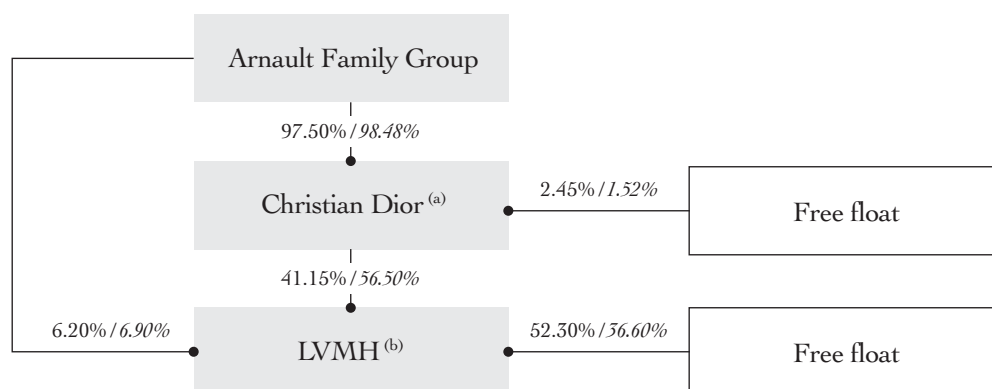 Arnault Family Group
97.50% / 98.48%
Christian Dior (a)
2.45% / 1.52%
Free float
41.15% / 56.50%
6.20% / 6.90%
LVMH (b)
52.30% / 36.60%
Free float